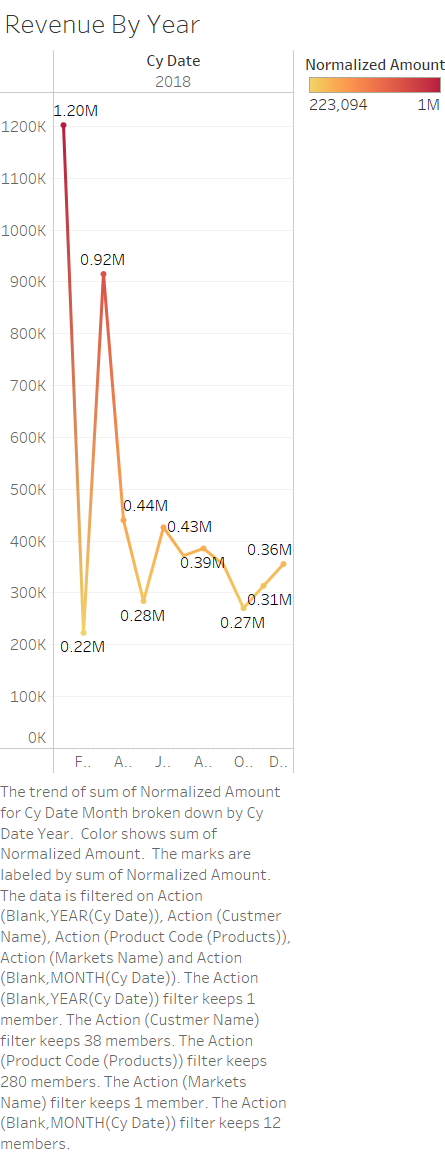 Revenue By Year
Cy Date
2018
Normalized Amount
223,094 1M
1200K
1100K
1000K
900K
800K
700K
600K
500K
400K
300K
200K
100K
0K
1.20M
0.22M
0.92M
0.44M
0.28M
0.43M
0.39M
0.27M
0.31M
0.36M
F.. A.. J.. A.. O.. D..
The trend of sum of Normalized Amount
for Cy Date Month broken down by Cy
Date Year.  Color shows sum of
Normalized Amount.  The marks are
labeled by sum of Normalized Amount.
The data is filtered on Action
(Blank,YEAR(Cy Date)), Action (Custmer
Name), Action (Product Code (Products)),
Action (Markets Name) and Action
(Blank,MONTH(Cy Date)). The Action
(Blank,YEAR(Cy Date)) filter keeps 1
member. The Action (Custmer Name)
filter keeps 38 members. The Action
(Product Code (Products)) filter keeps
280 members. The Action (Markets
Name) filter keeps 1 member. The Action
(Blank,MONTH(Cy Date)) filter keeps 12
members.